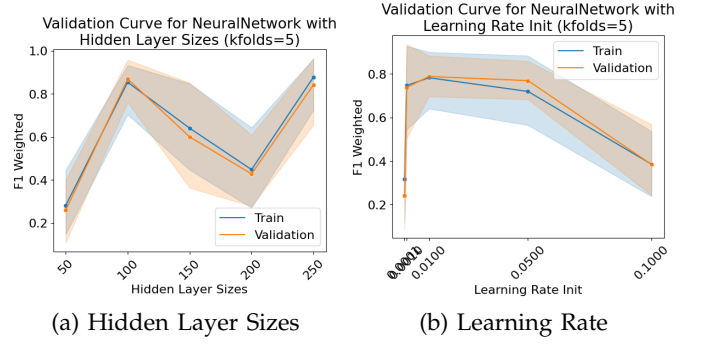 Validation Curve for NeuralNetwork with
Hidden Layer Sizes (kfolds=5)
F1 Weighted
1.0
0.8
0.6
0.4
0.2
Train
Validation
50
100
150
200
250
Hidden Layer Sizes
(a) Hidden Layer Sizes
Validation Curve for NeuralNetwork with
Learning Rate Init (kfolds=5)
F1 Weighted
0.8
0.6
0.4
0.2
Train
Validation
0.0100
0.0500
0.1000
Learning Rate Init
(b) Learning Rate